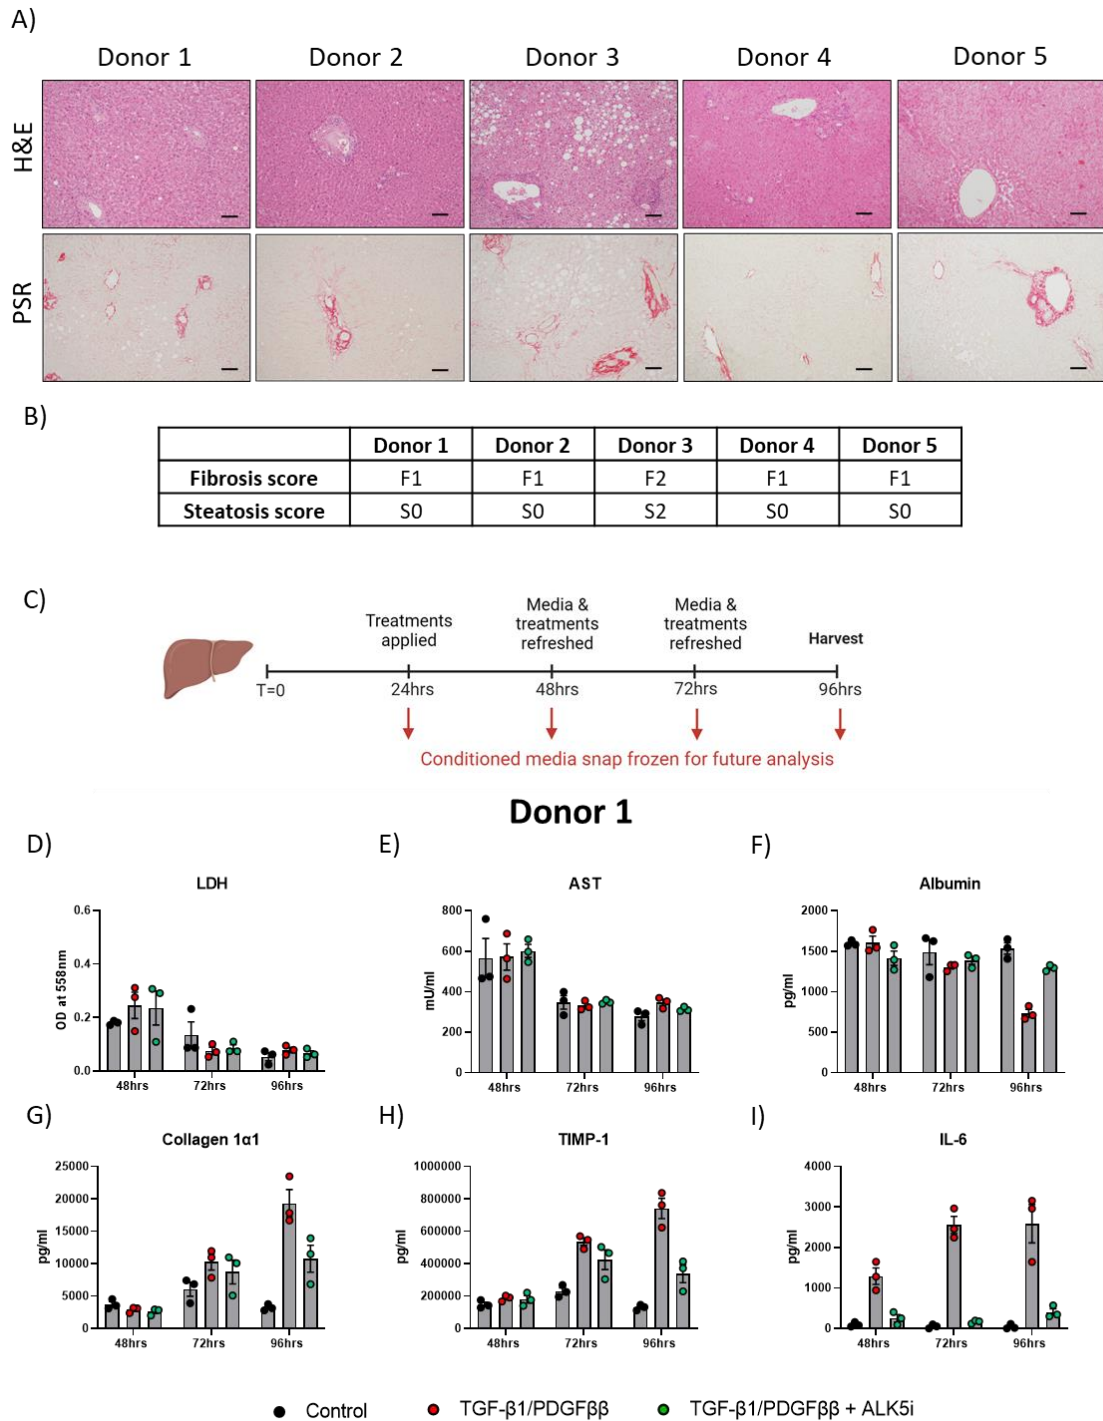 A)
Donor 1 Donor 2 Donor 3 Donor 4 Donor 5
H&E
PSR
B)
Donor 1 Donor 2 Donor 3 Donor 4 Donor 5
Fibrosis score F1 F1 F2 F1 F1
Steatosis score S0 S0 S2 S0 S0
C)
Treatments
applied
Media &
treatments
refreshed
Media &
treatments
refreshed
Harvest
T=0 24hrs 48hrs 72hrs 96hrs
Conditioned media snap frozen for future analysis
Donor 1
D)
LDH
OD at 558nm
0.6
0.4
0.2
0.0
48hrs 72hrs 96hrs
E)
AST
mU/ml
800
600
400
200
0
48hrs 72hrs 96hrs
F)
Albumin
pg/ml
2000
1500
1000
500
0
48hrs 72hrs 96hrs
G)
Collagen 1α1
pg/ml
25000
20000
15000
10000
5000
0
48hrs 72hrs 96hrs
H)
TIMP-1
pg/ml
1000000
800000
600000
400000
200000
0
48hrs 72hrs 96hrs
I)
IL-6
pg/ml
4000
3000
2000
1000
0
48hrs 72hrs 96hrs
Control TGF-β1/PDGFββ TGF-β1/PDGFββ + ALK5i